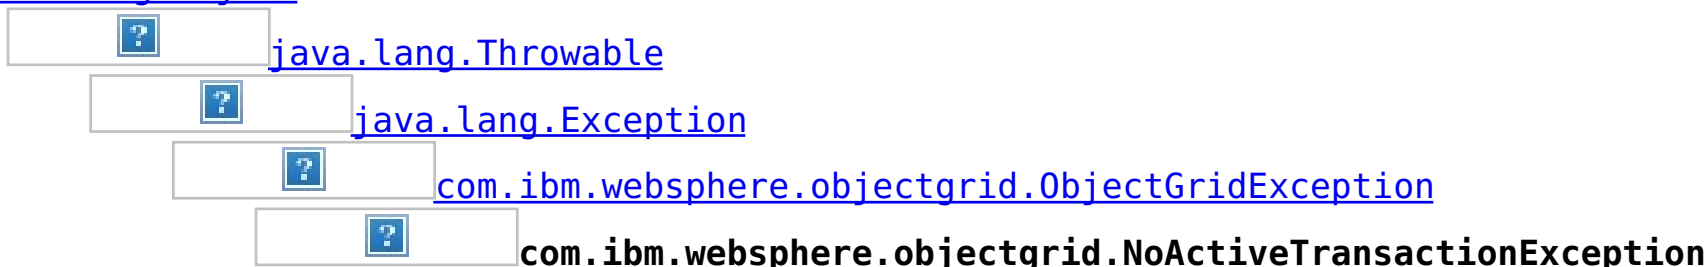 java.lang.Throwable
java.lang.Exception
com.ibm.websphere.objectgrid.ObjectGridException
com.ibm.websphere.objectgrid.NoActiveTransactionException